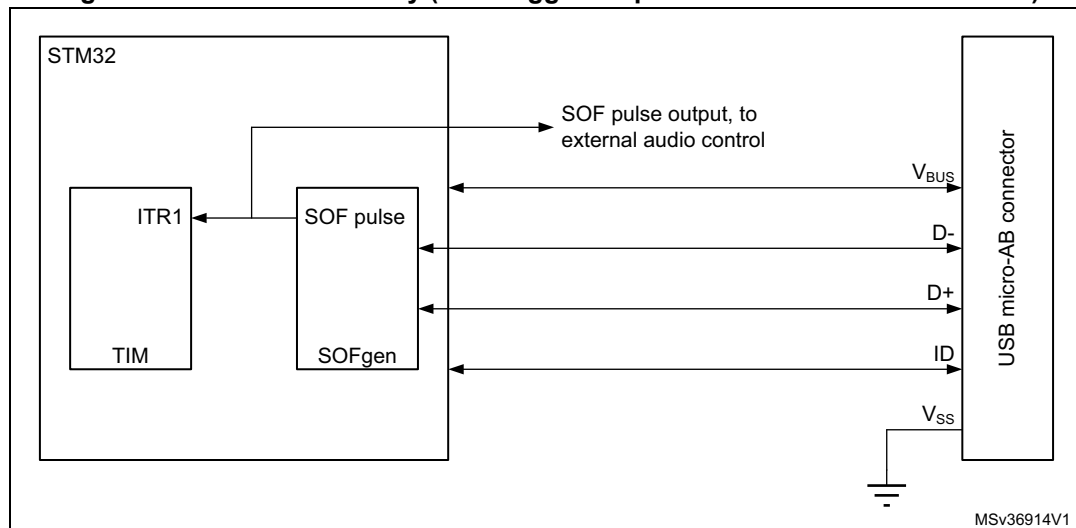 STM32
SOF pulse output, to
external audio control
VBUS
ITR1
SOF pulse
D-
D+
TIM
SOFgen
ID
VSS
USB micro-AB connector
MSv36914V1